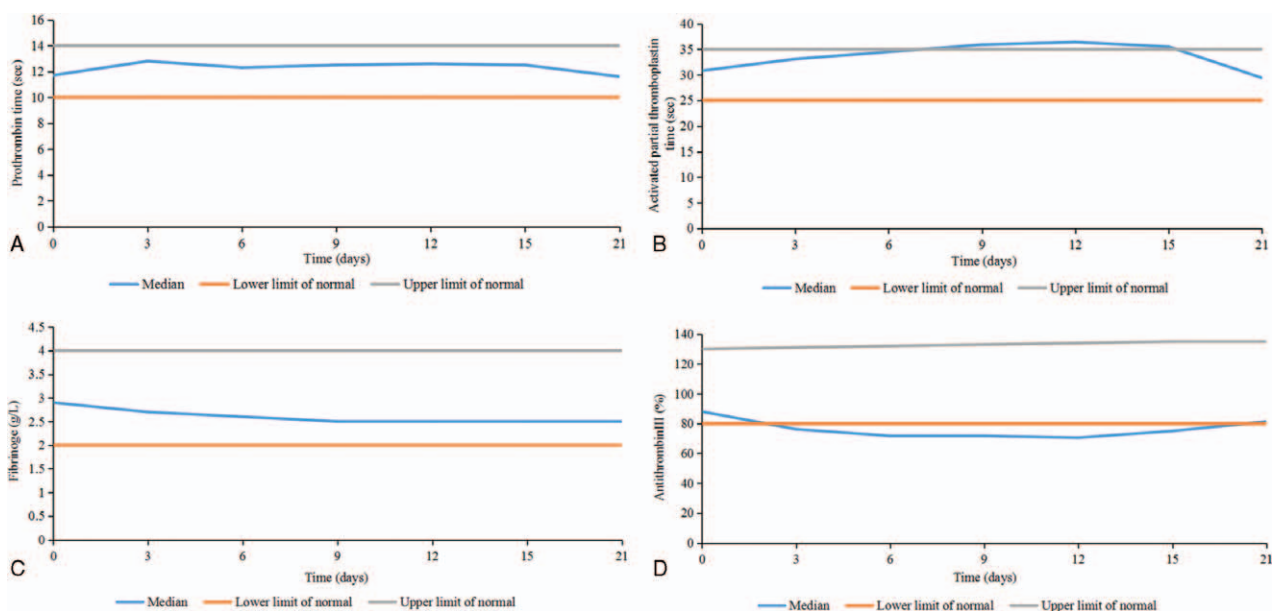 16
14
12
10
8
6
4
2
0
Prothrombin time (sec)
A
0 3 6 9 12 15 21
Time (days)
Median Lower limit of normal Upper limit of normal
40
35
30
25
20
15
10
5
0
Activated partial thromboplastin
time (sec)
B
0 3 6 9 12 15 21
Time (days)
Median Lower limit of normal Upper limit of normal
4.5
4
3.5
3
2.5
2
1.5
1
0.5
0
Fibrinoge (g/L)
C
0 3 6 9 12 15 21
Time (days)
Median Lower limit of normal Upper limit of normal
140
120
100
80
60
40
20
0
AntithrombinIII (%)
D
0 3 6 9 12 15 21
Time (days)
Median Lower limit of normal Upper limit of normal